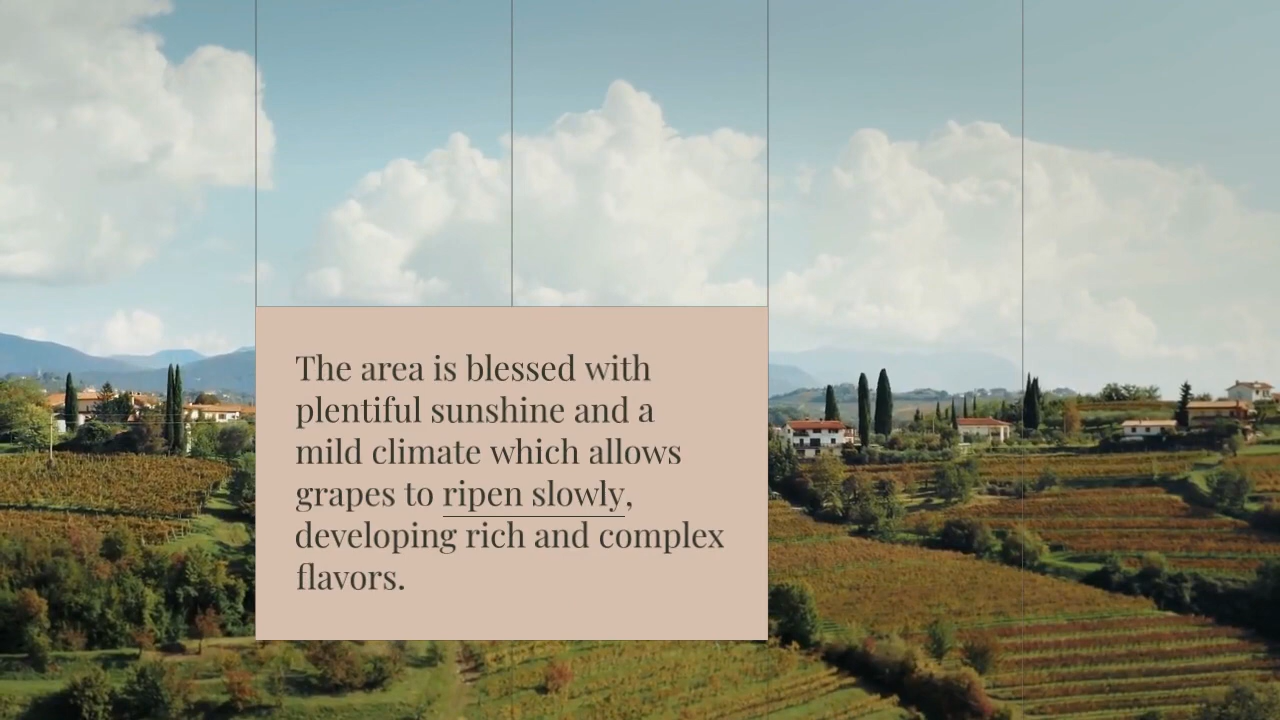 The area is blessed with
plentiful sunshine and a
mild climate which allows
grapes to ripen slowly,
developing rich and complex
flavors.